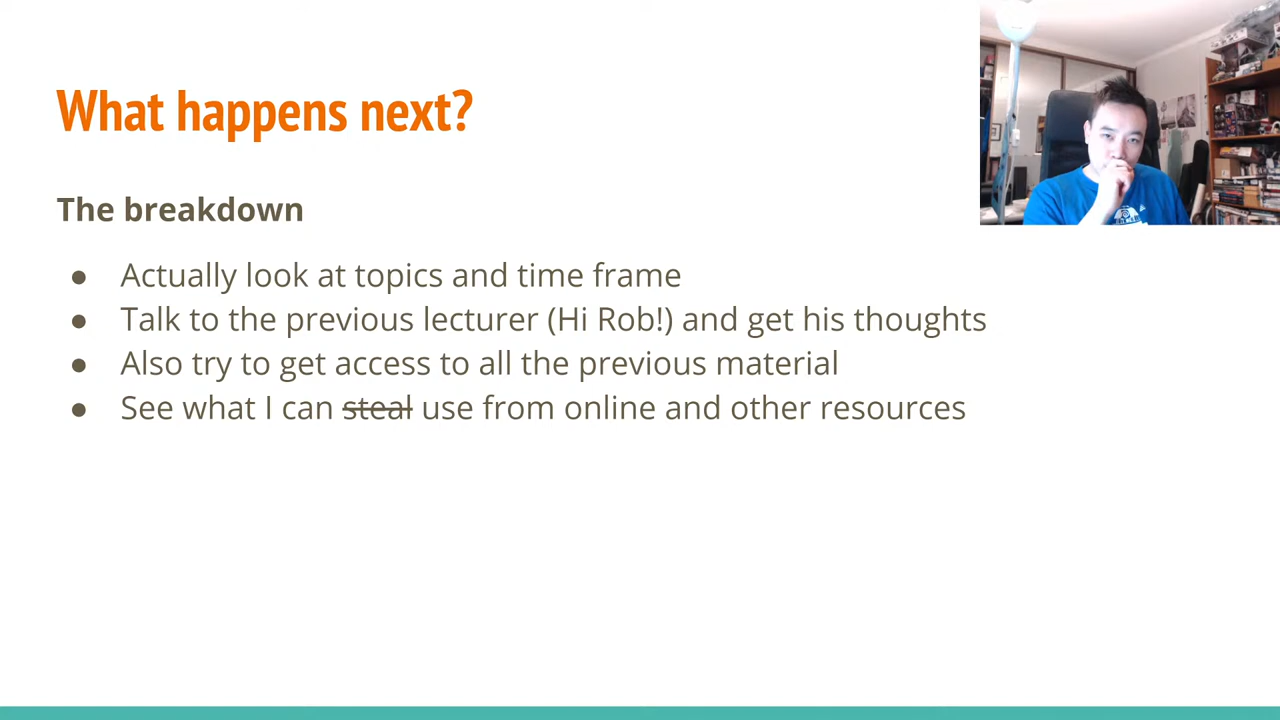 What happens next?
The breakdown
● Actually look at topics and time frame
● Talk to the previous lecturer (Hi Rob!) and get his thoughts
● Also try to get access to all the previous material
● See what I can steal use from online and other resources